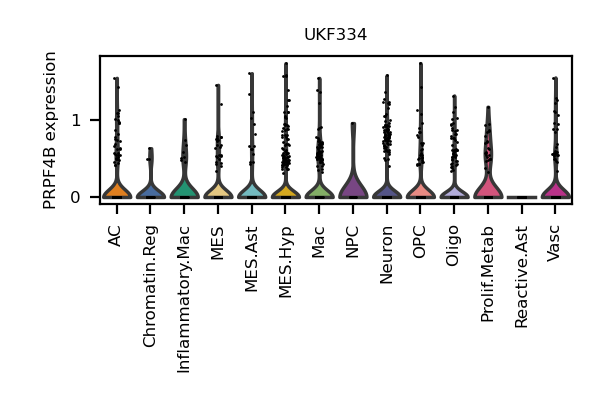 UKF334
PRPF4B expression
1
0
AC
Chromatin.Reg
Inflammatory.Mac
MES
MES.Ast
MES.Hyp
Mac
NPC
Neuron
OPC
Oligo
Prolif.Metab
Reactive.Ast
Vasc